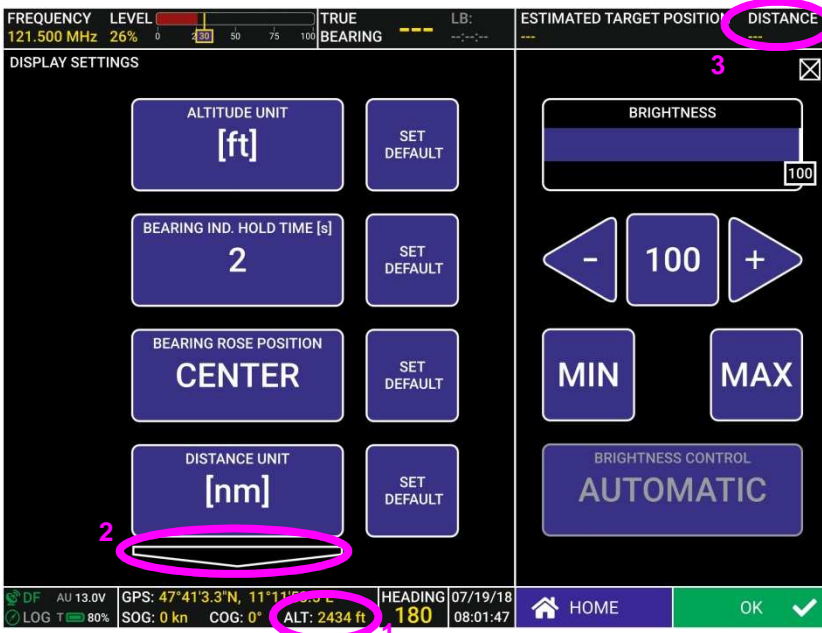 FREQUENCY LEVEL TRUE LB: ESTIMATED TARGET POSITION DISTANCE
121.500 MHz 26% 0 30 50 75 100 BEARING --- --:--:-- --- ---
DISPLAY SETTINGS
3
ALTITUDE UNIT
[ft]
SET
DEFAULT
BRIGHTNESS
100
BEARING IND. HOLD TIME [s]
2
SET
DEFAULT
- 100 +
BEARING ROSE POSITION
CENTER
SET
DEFAULT
MIN MAX
DISTANCE UNIT
[nm]
SET
DEFAULT
BRIGHTNESS CONTROL
AUTOMATIC
2
DF AU 13.0V GPS: 47°41'3.3"N, HEADING 07/19/18
LOG T 80% SOG: 0 kn COG: 0° ALT: 2434 ft 180 08:01:47
1
HOME OK